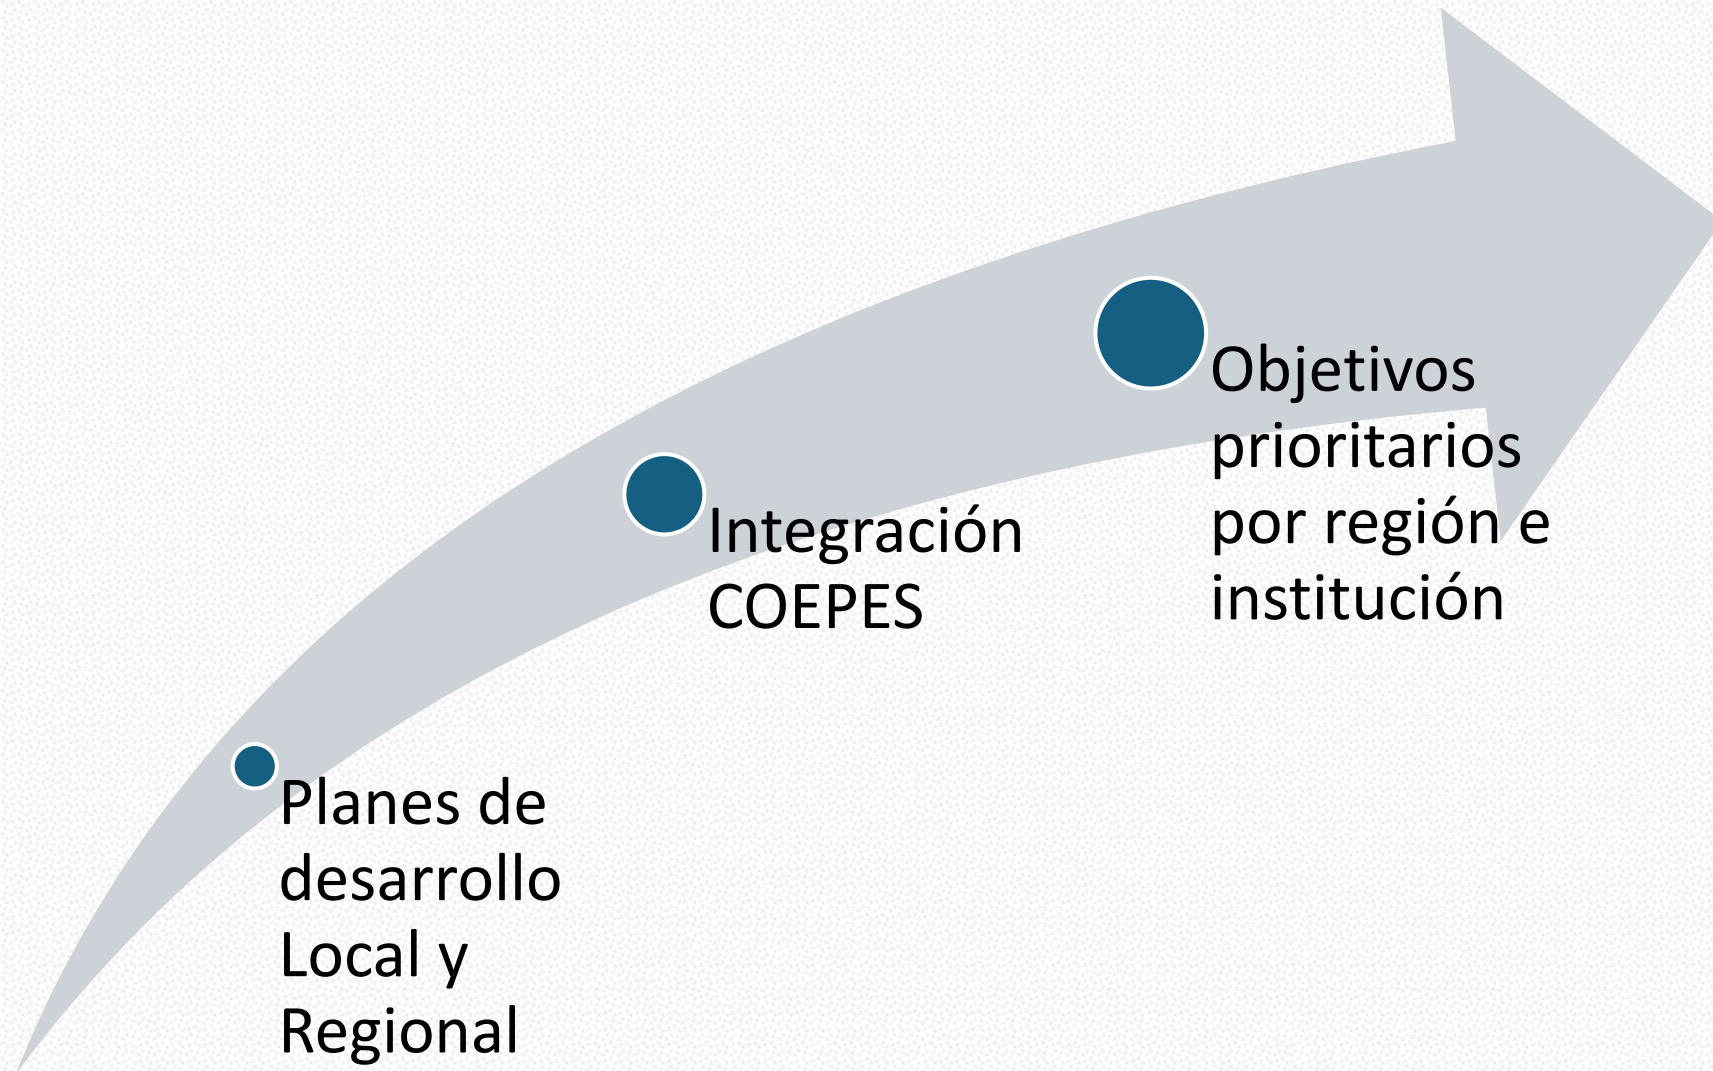 Planes de
desarrollo
Local y
Regional
Integración
COEPES
Objetivos
prioritarios
por región e
institución